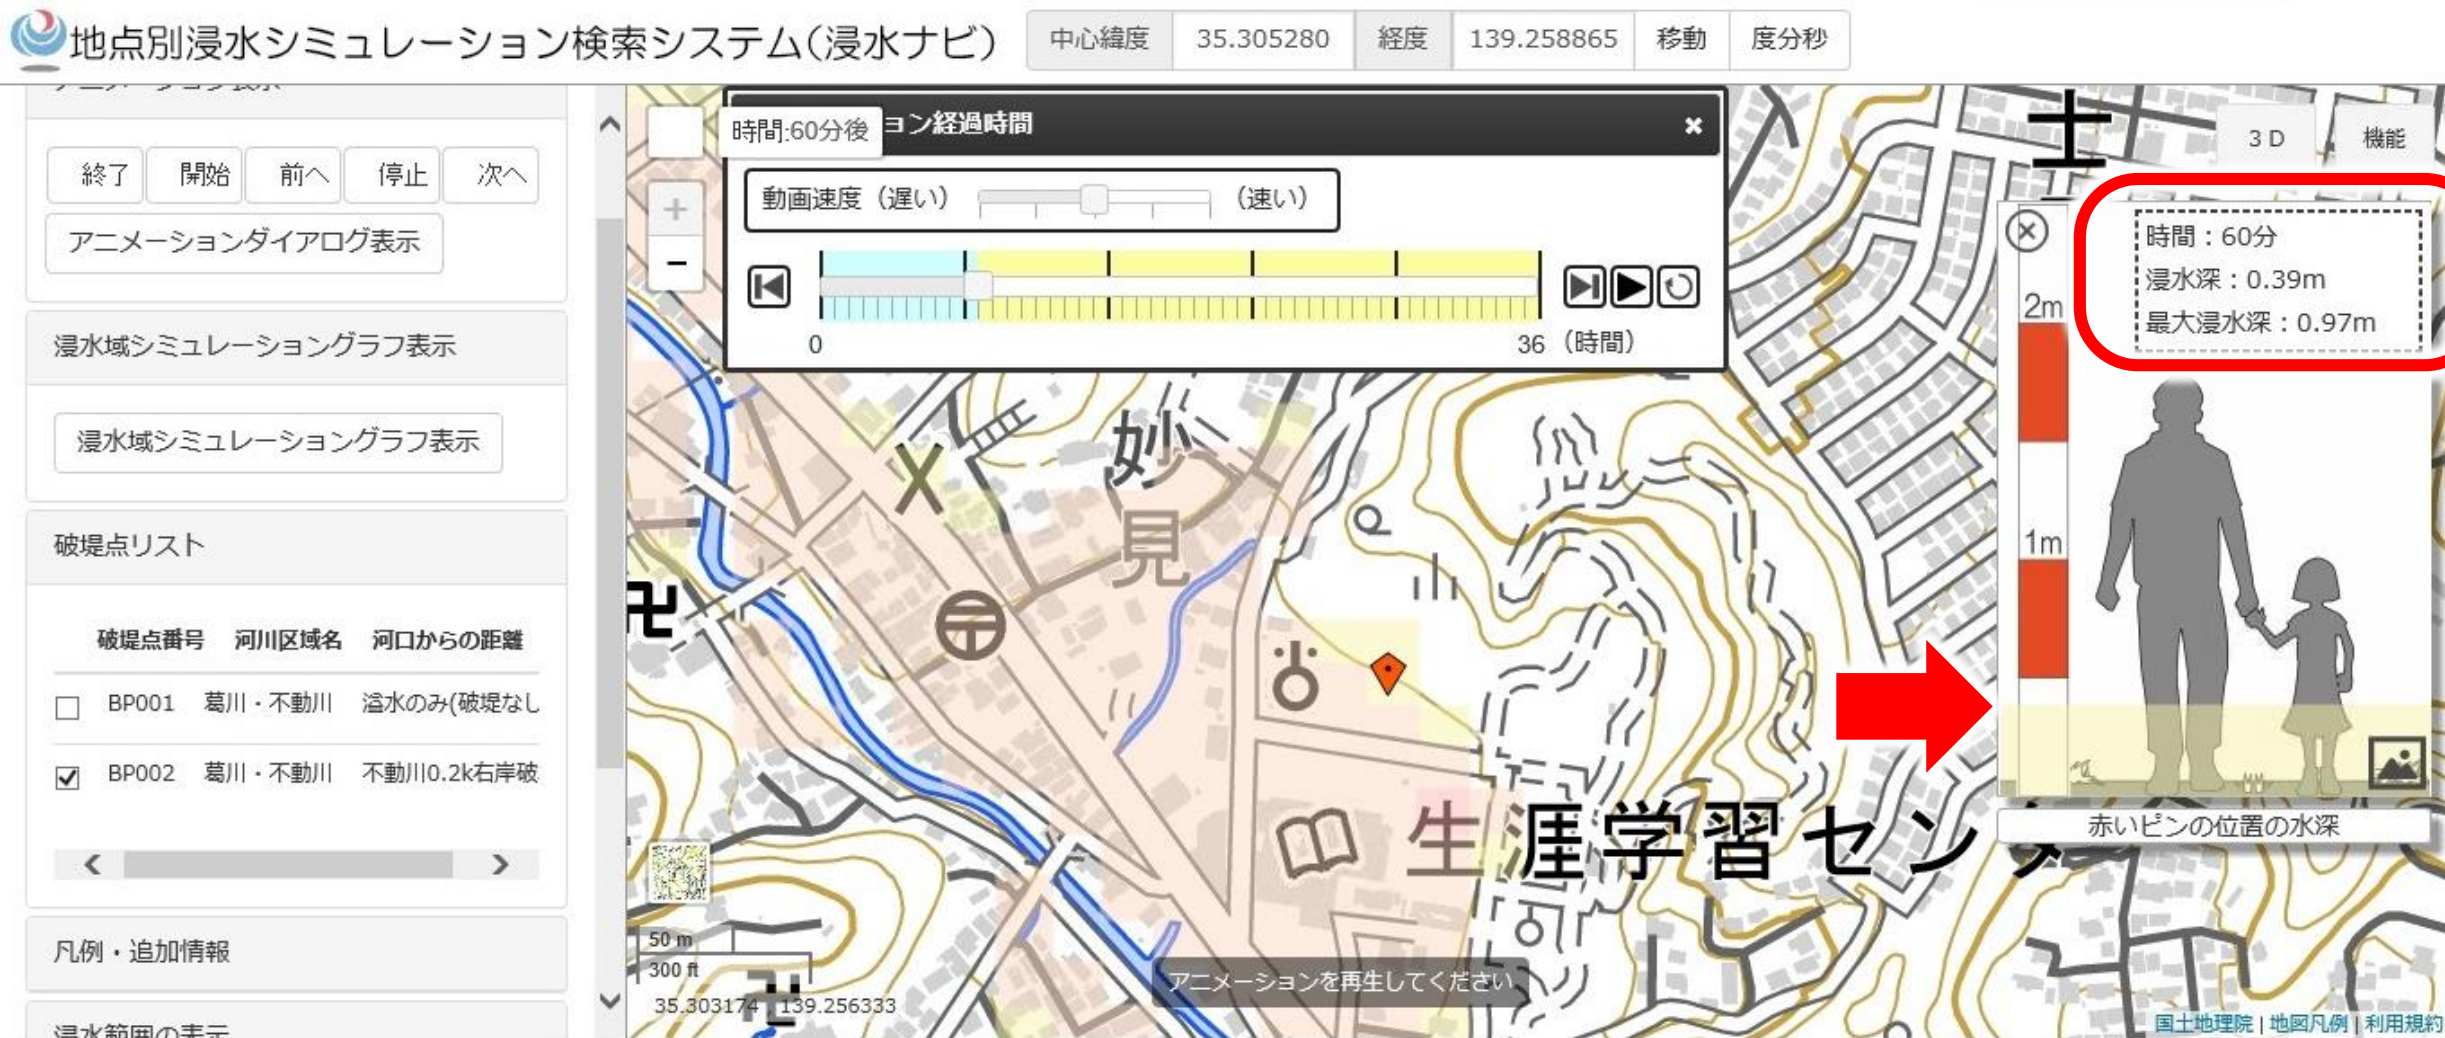 地点別浸水シミュレーション検索システム(浸水ナビ)
中心緯度 35.305280 経度 139.258865 移動 度分秒
終了 開始 前へ 停止 次へ
アニメーションダイアログ表示
浸水域シミュレーショングラフ表示
浸水域シミュレーショングラフ表示
破堤点リスト
破堤点番号 河川区域名 河口からの距離
BP001 葛川・不動川 溢水のみ(破堤なし
BP002 葛川・不動川 不動川0.2k右岸破
凡例・追加情報
浸水範囲の表示
時間:60分後
ョン経過時間
動画速度(遅い) (速い)
0 36 (時間)
+
-
妙見
士
生涯学習センタ
50 m
300 ft
35.303174 , 139.256333
アニメーションを再生してください
3D 機能
時間:60分
浸水深:0.39m
最大浸水深:0.97m
2m
1m
赤いピンの位置の水深
国土地理院 | 地図凡例 | 利用規約